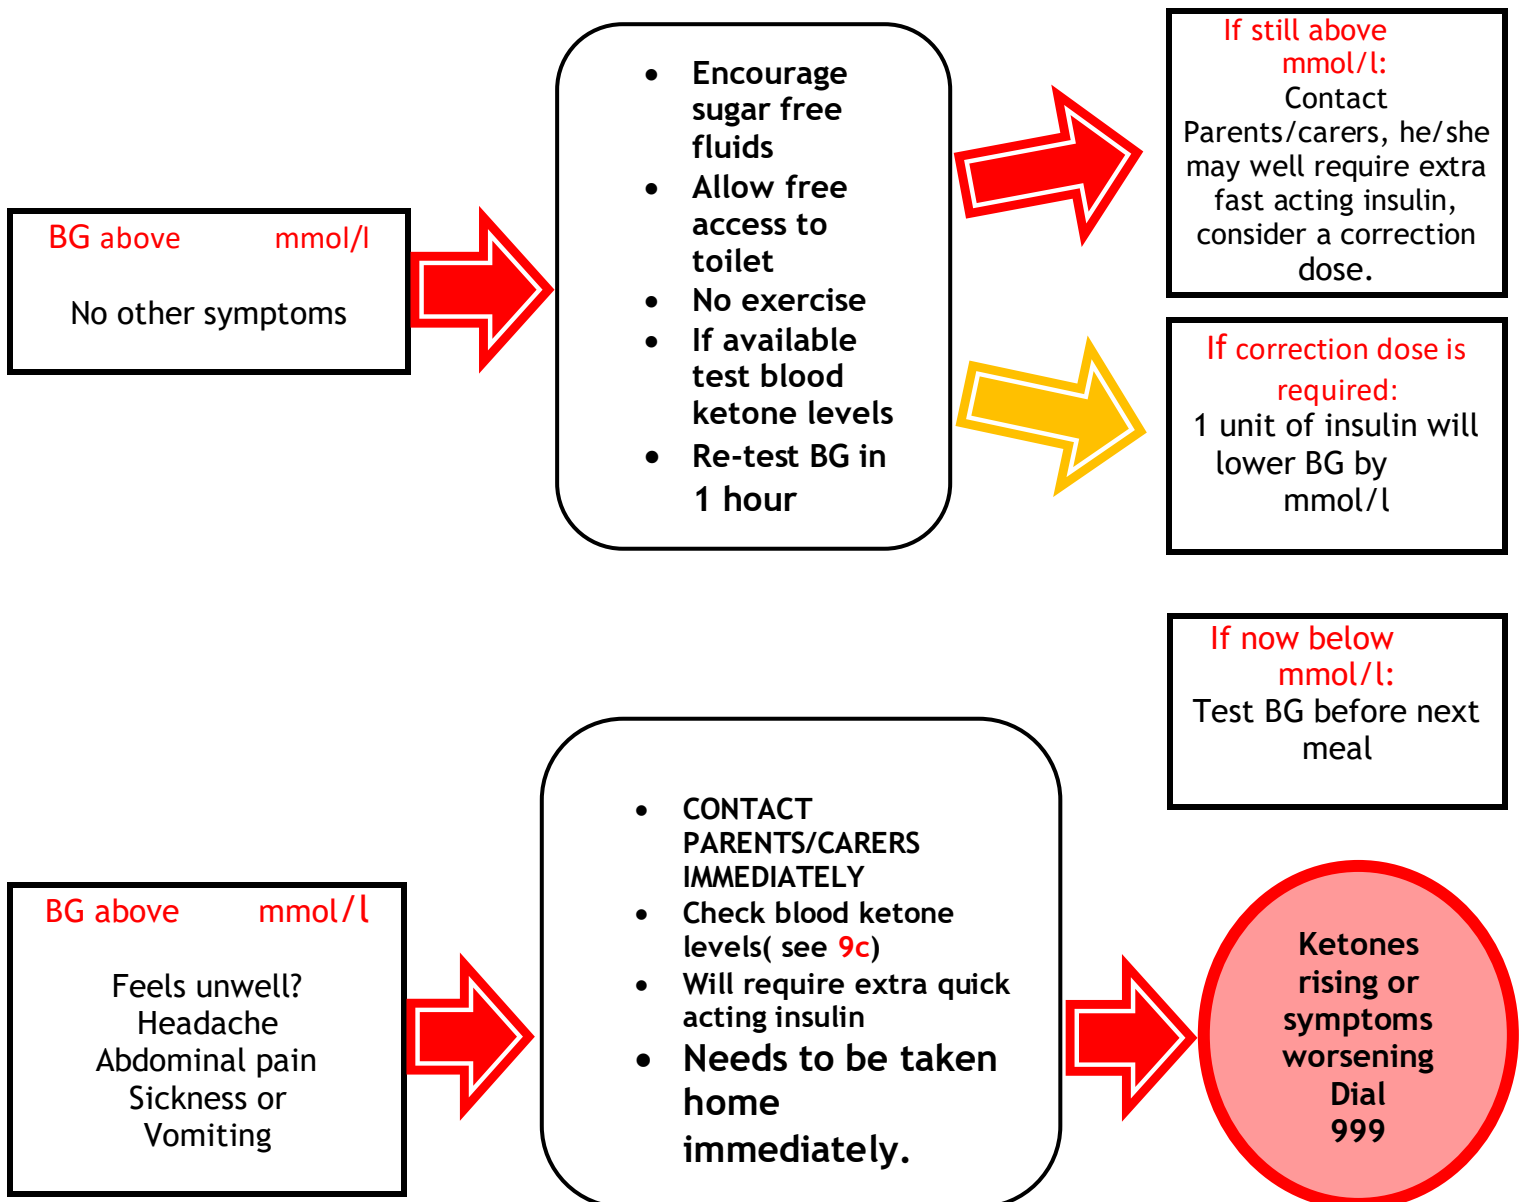 BG above mmol/l
No other symptoms
• Encourage
sugar free
fluids
• Allow free
access to
toilet
• No exercise
• If available
test blood
ketone levels
• Re-test BG in
1 hour
If still above
mmol/l:
Contact
Parents/carers, he/she
may well require extra
fast acting insulin,
consider a correction
dose.
If correction dose is
required:
1 unit of insulin will
lower BG by
mmol/l
If now below
mmol/l:
Test BG before next
meal
BG above mmol/l
Feels unwell?
Headache
Abdominal pain
Sickness or
Vomiting
• CONTACT
PARENTS/CARERS
IMMEDIATELY
• Check blood ketone
levels( see 9c)
• Will require extra quick
acting insulin
• Needs to be taken
home
immediately.
Ketones
rising or
symptoms
worsening
Dial
999